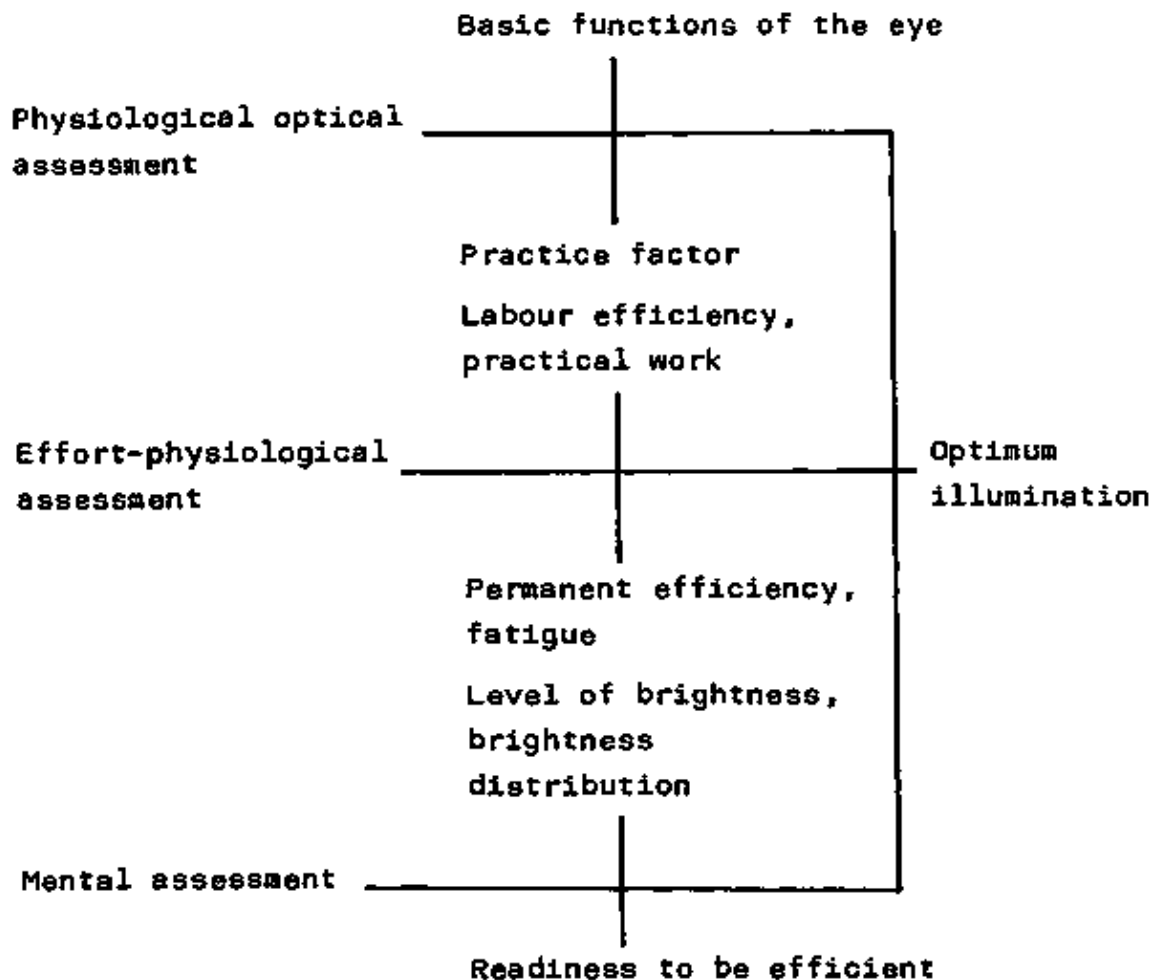 Basic functions of the eye
Physiological optical
assessment
Practice factor
Labour efficiency,
practical work
Effort-physiological
assessment
Optimum
illumination
Permanent efficiency,
fatigue
Level of brightness,
brightness
distribution
Mental assessment
Readiness to be efficient